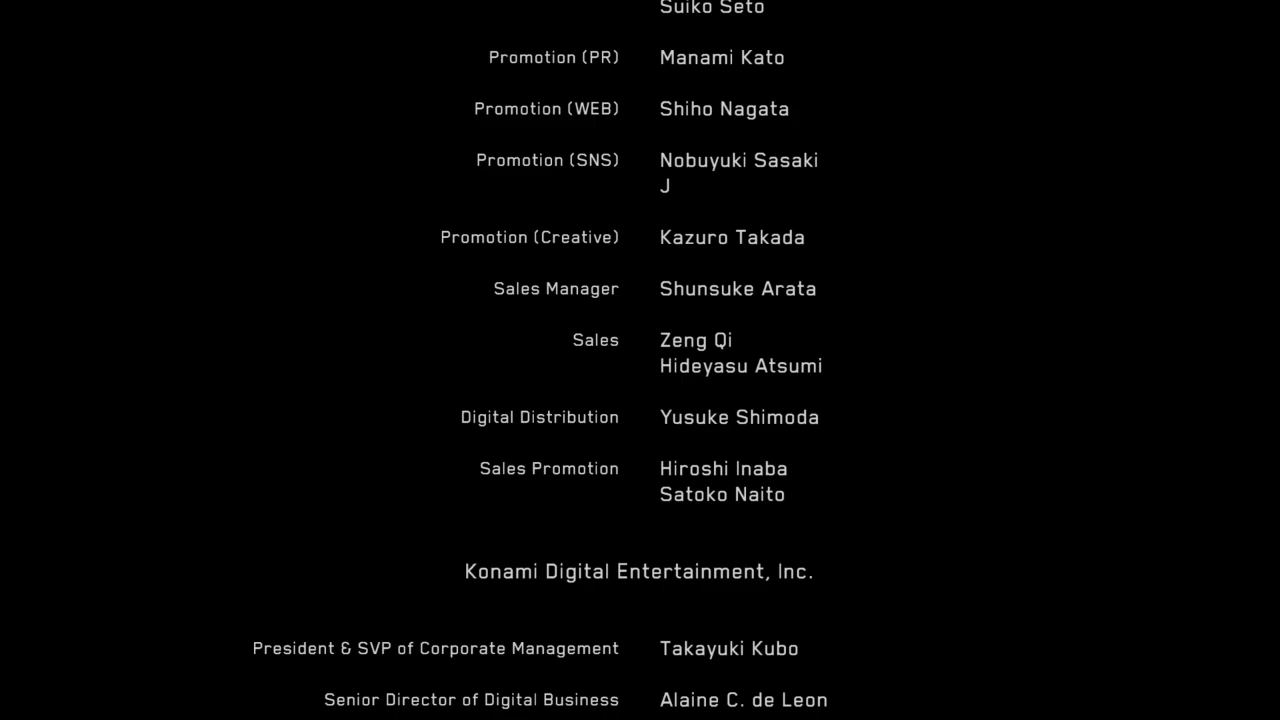 Suiko Seto
Promotion (PR) Manami Kato
Promotion (WEB) Shiho Nagata
Promotion (SNS) Nobuyuki Sasaki
J
Promotion (Creative) Kazuro Takada
Sales Manager Shunsuke Arata
Sales Zeng Qi
Hideyasu Atsumi
Digital Distribution Yusuke Shimoda
Sales Promotion Hiroshi Inaba
Satoko Naito
Konami Digital Entertainment, Inc.
President & SVP of Corporate Management Takayuki Kubo
Senior Director of Digital Business Alaine C. de Leon